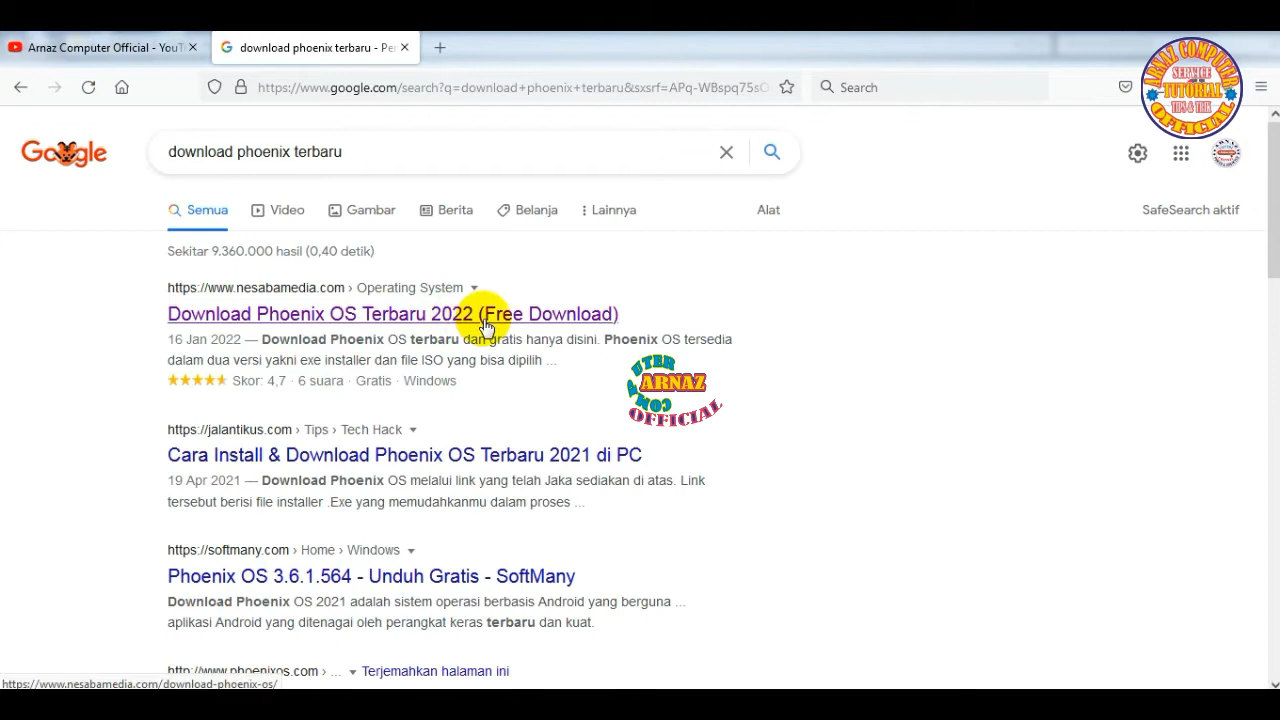 Arnaz Computer Official - YouT
download phoenix terbaru - Pe
https://www.google.com/search?q=download+phoenix+terbaru&sxsrf=APq-WBspq75sO
Search
ARNAZ COMPUTER
SERVICE
TUTORIAL
TIPS & TRIK
OFFICIAL
Google
download phoenix terbaru
Semua
Video
Gambar
Berita
Belanja
Lainnya
Alat
SafeSearch aktif
Sekitar 9.360.000 hasil (0,40 detik)
https://www.nesabamedia.com › Operating System
Download Phoenix OS Terbaru 2022 (Free Download)
16 Jan 2022 — Download Phoenix OS terbaru dan gratis hanya disini. Phoenix OS tersedia
dalam dua versi yakni exe installer dan file ISO yang bisa dipilih ...
Skor: 4,7 · 6 suara · Gratis · Windows
ARNAZ
COMPUTER
OFFICIAL
https://jalantikus.com › Tips › Tech Hack
Cara Install & Download Phoenix OS Terbaru 2021 di PC
19 Apr 2021 — Download Phoenix OS melalui link yang telah Jaka sediakan di atas. Link
tersebut berisi file installer .Exe yang memudahkanmu dalam proses ...
https://softmany.com › Home › Windows
Phoenix OS 3.6.1.564 - Unduh Gratis - SoftMany
Download Phoenix OS 2021 adalah sistem operasi berbasis Android yang berguna ...
aplikasi Android yang ditenagai oleh perangkat keras terbaru dan kuat.
http://www.phoenixos.com › ... Terjemahkan halaman ini
https://www.nesabamedia.com/download-phoenix-os/